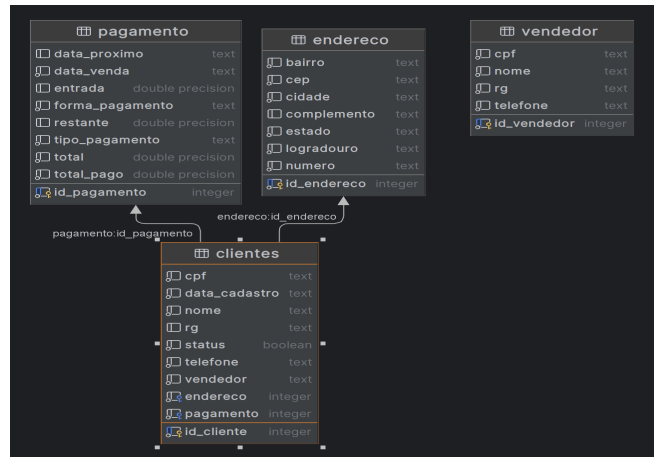 pagamento
data_proximo text
data_venda text
entrada double precision
forma_pagamento text
restante double precision
tipo_pagamento text
total double precision
total_pago double precision
id_pagamento integer
endereco
bairro text
cep text
cidade text
complemento text
estado text
logradouro text
numero text
id_endereco integer
vendedor
cpf text
nome text
rg text
telefone text
id_vendedor integer
pagamento:id_pagamento
endereco:id_endereco
clientes
cpf text
data_cadastro text
nome text
rg text
status boolean
telefone text
vendedor text
endereco integer
pagamento integer
id_cliente integer